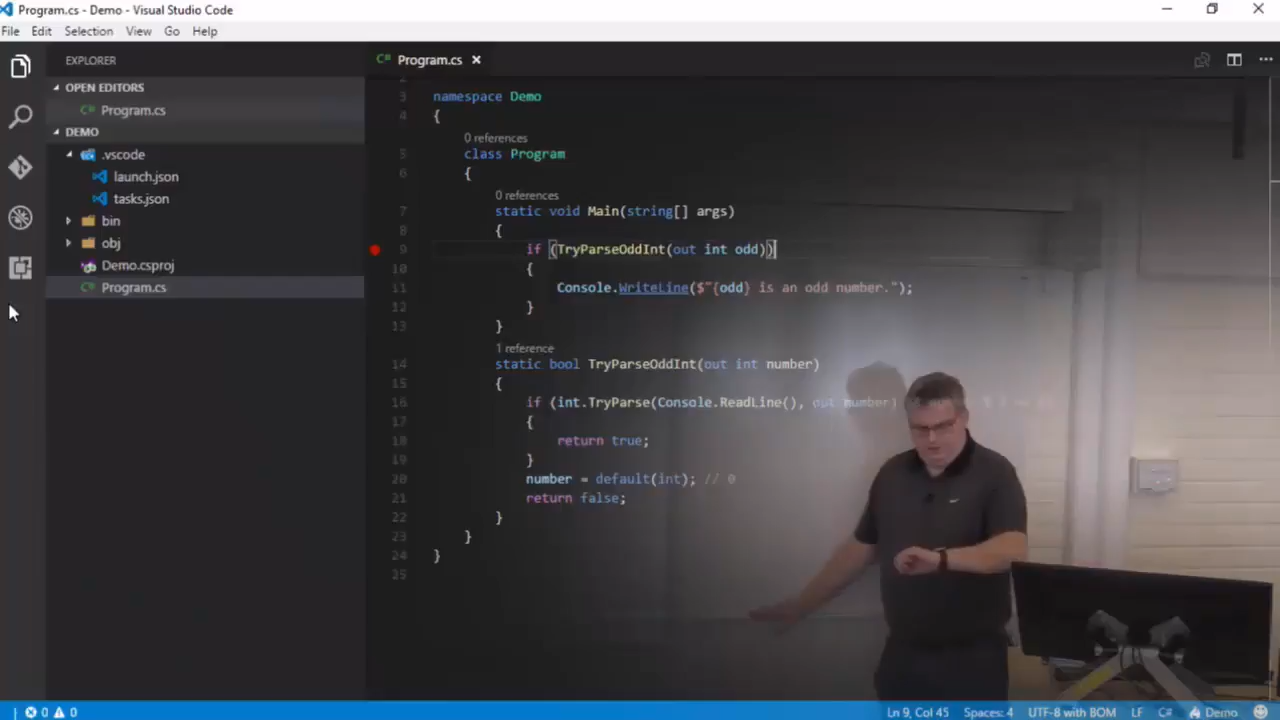 Program.cs - Demo - Visual Studio Code
File Edit Selection View Go Help
EXPLORER
OPEN EDITORS
Program.cs
DEMO
.vscode
launch.json
tasks.json
bin
obj
Demo.csproj
Program.cs
C# Program.cs
3 namespace Demo
4 {
0 references
5 class Program
6 {
0 references
7 static void Main(string[] args)
8 {
9 if (TryParseOddInt(out int odd))
10 {
11 Console.WriteLine($"{odd} is an odd number.");
12 }
13 }
1 reference
14 static bool TryParseOddInt(out int number)
15 {
16 if (int.TryParse(Console.ReadLine(), out number)
17 {
18 return true;
19 }
20 number = default(int); // 0
21 return false;
22 }
23 }
24 }
25
0 0
Ln 9, Col 45 Spaces: 4 UTF-8 with BOM LF C# Demo